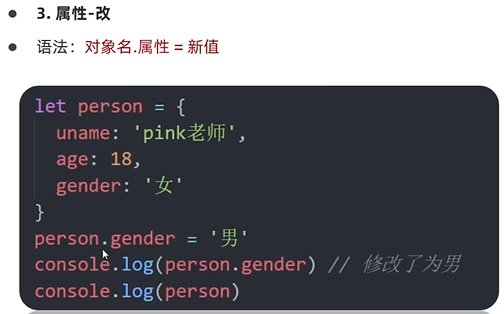 3. 属性-改
语法：对象名.属性 = 新值
let person = {
  uname: 'pink老师',
  age: 18,
  gender: '女'
}
person.gender = '男'
console.log(person.gender) // 修改了为男
console.log(person)